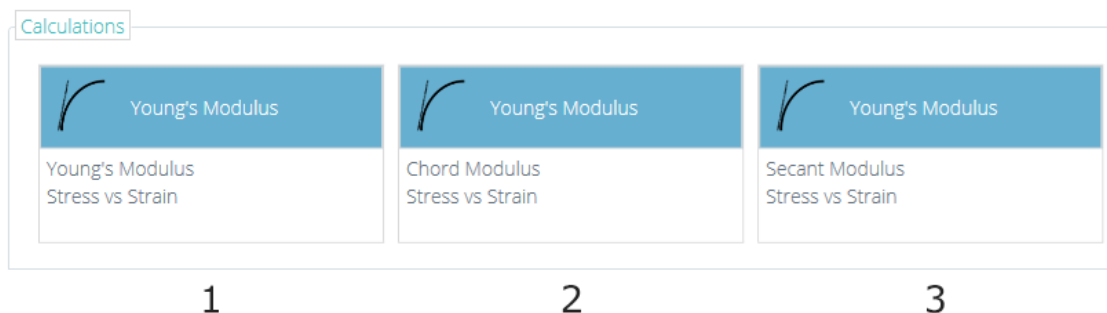 Calculations
Young's Modulus
Young's Modulus
Stress vs Strain
Young's Modulus
Chord Modulus
Stress vs Strain
Young's Modulus
Secant Modulus
Stress vs Strain
1
2
3